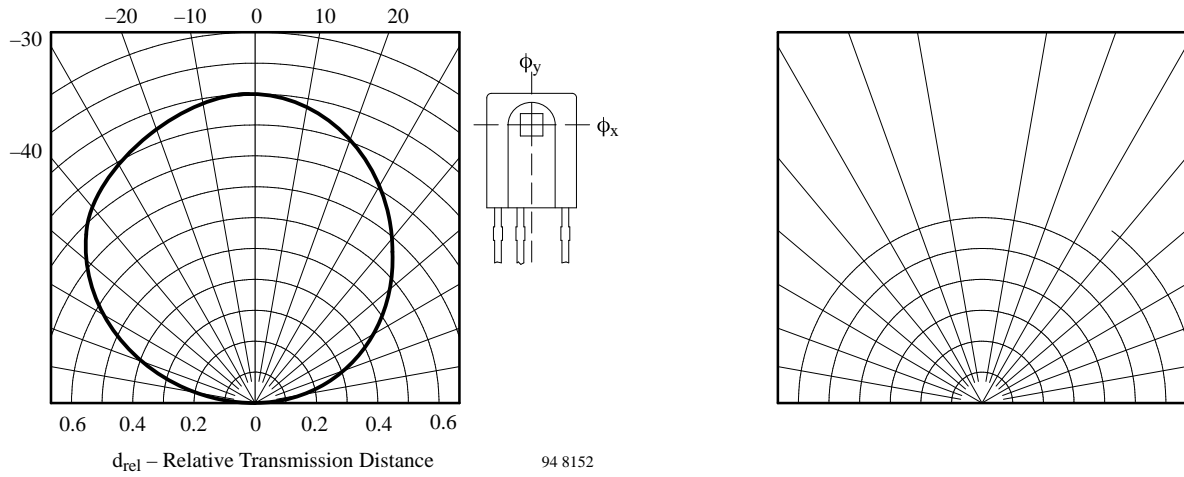 –20 –10 0 10 20
–30
–40
ϕy
ϕx
0.6 0.4 0.2 0 0.2 0.4 0.6
drel – Relative Transmission Distance
94 8152